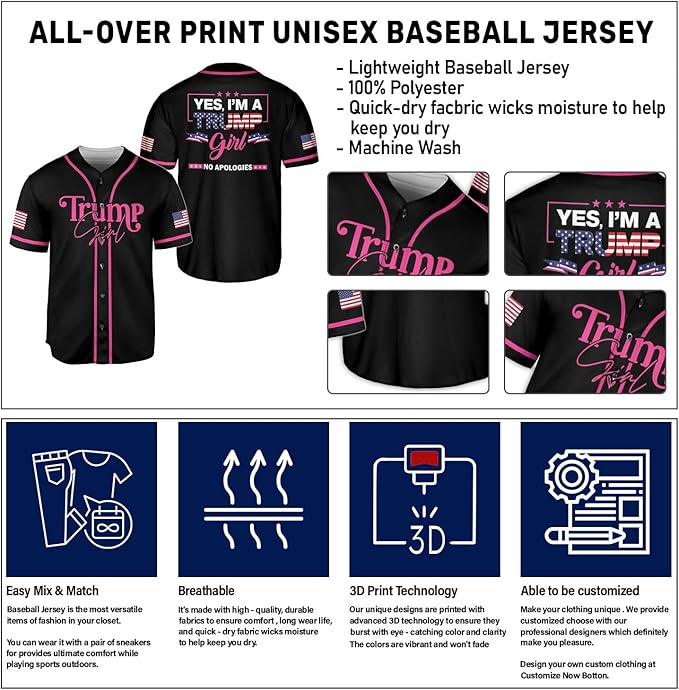 ALL-OVER PRINT UNISEX BASEBALL JERSEY
- Lightweight Baseball Jersey
- 100% Polyester
- Quick-dry facbric wicks moisture to help
keep you dry
- Machine Wash
YES, I'M A
TRUMP
Girl
NO APOLOGIES
Trump
Girl
Trump
YES, I'M A
TRUMP
Girl
Trump
Girl
3D
Easy Mix & Match
Baseball Jersey is the most versatile
items of fashion in your closet.
You can wear it with a pair of sneakers
for provides ultimate comfort while
playing sports outdoors.
Breathable
It's made with high - quality, durable
fabrics to ensure comfort , long wear life,
and quick - dry fabric wicks moisture
to help keep you dry.
3D Print Technology
Our unique designs are printed with
advanced 3D technology to ensure they
burst with eye - catching color and clarity
The colors are vibrant and won't fade
Able to be customized
Make your clothing unique . We provide
customized choose with our
professional designers which definitely
make you pleasure.
Design your own custom clothing at
Customize Now Botton.